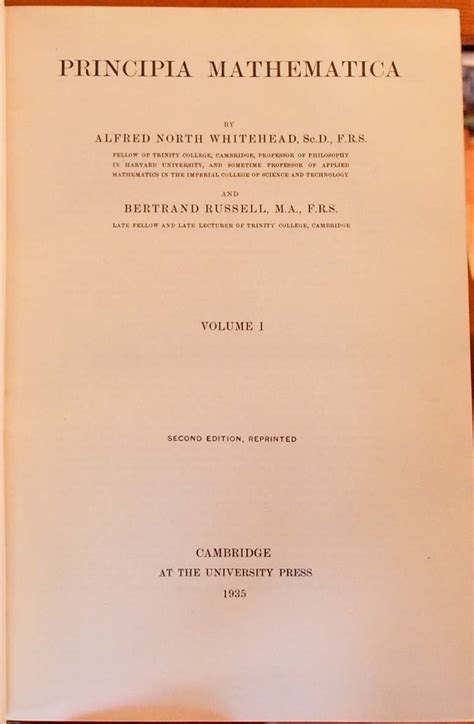 PRINCIPIA MATHEMATICA
BY
ALFRED NORTH WHITEHEAD, Sc.D., F.R.S.
FELLOW OF TRINITY COLLEGE, CAMBRIDGE, PROFESSOR OF PHILOSOPHY
IN HARVARD UNIVERSITY, AND SOMETIME PROFESSOR OF APPLIED
MATHEMATICS IN THE IMPERIAL COLLEGE OF SCIENCE AND TECHNOLOGY
AND
BERTRAND RUSSELL, M.A., F.R.S.
LATE FELLOW AND LATE LECTURER OF TRINITY COLLEGE, CAMBRIDGE
VOLUME I
SECOND EDITION, REPRINTED
CAMBRIDGE
AT THE UNIVERSITY PRESS
1935